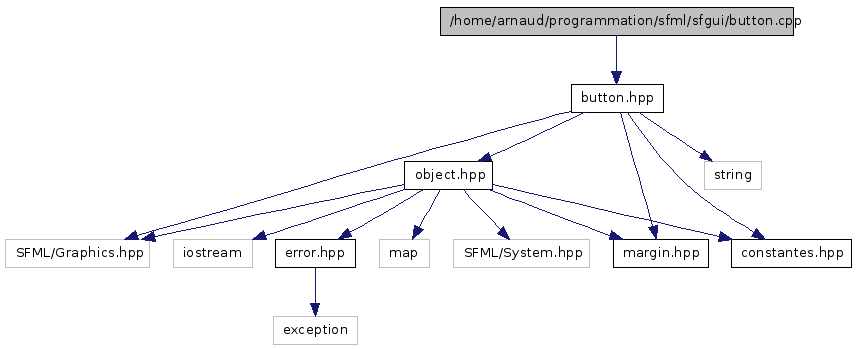 /home/arnaud/programmation/sfml/sfgui/button.cpp
button.hpp
object.hpp
string
SFML/Graphics.hpp
iostream
error.hpp
map
SFML/System.hpp
margin.hpp
constantes.hpp
exception